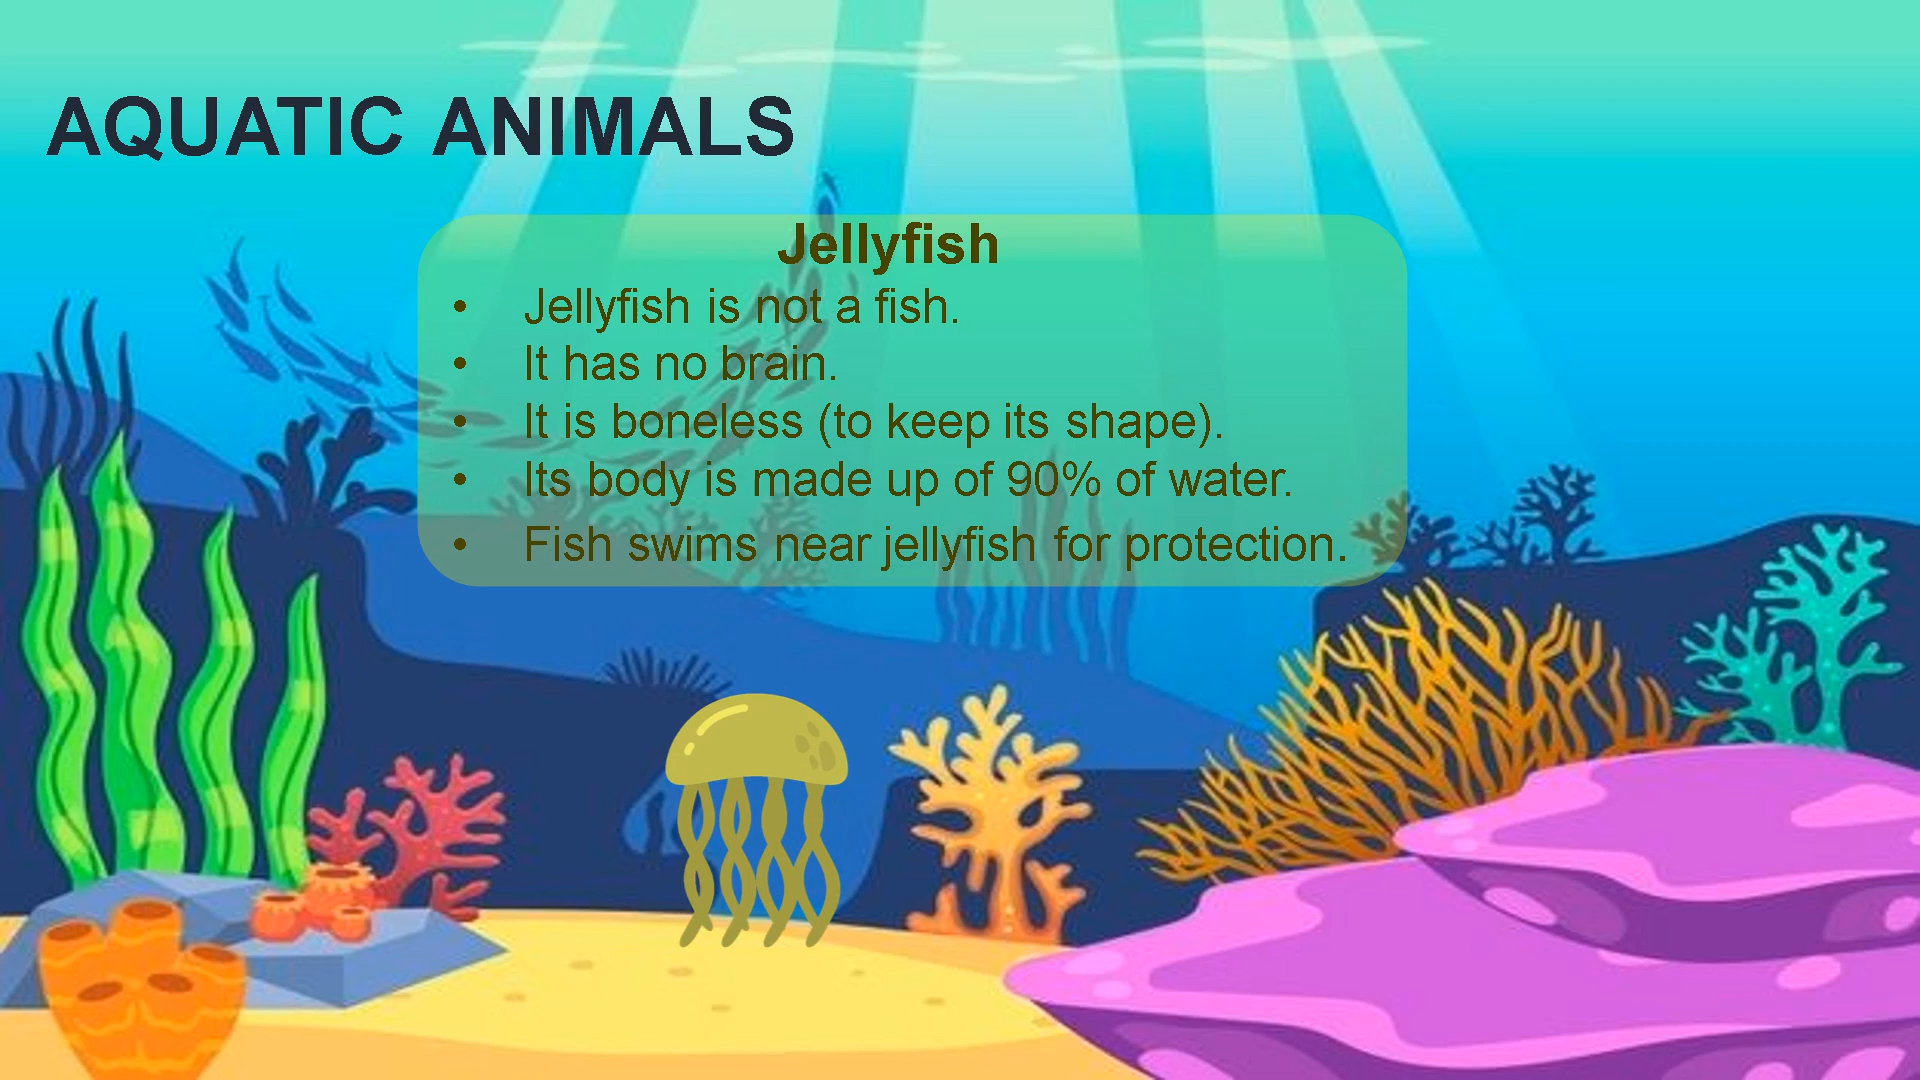 AQUATIC ANIMALS
Jellyfish
• Jellyfish is not a fish.
• It has no brain.
• It is boneless (to keep its shape).
• Its body is made up of 90% of water.
• Fish swims near jellyfish for protection.